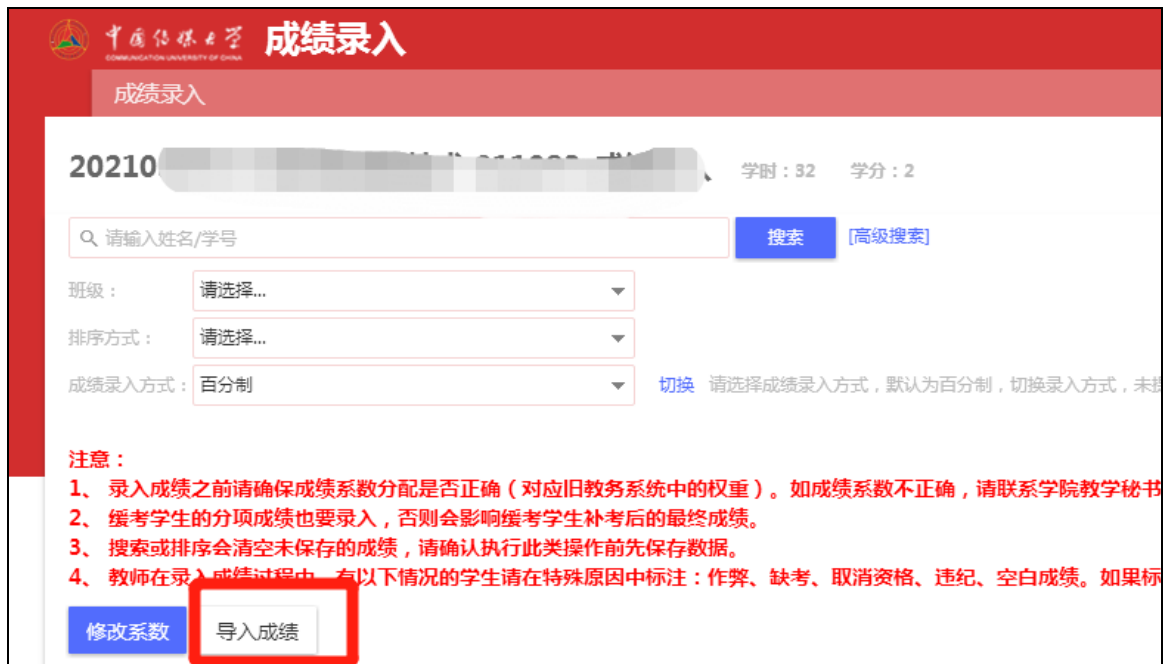 中国传媒大学 成绩录入
COMMUNICATION UNIVERSITY OF CHINA
成绩录入
20210
学时：32 学分：2
请输入姓名/学号 搜索 [高级搜索]
班级： 请选择...
排序方式： 请选择...
成绩录入方式： 百分制 切换 请选择成绩录入方式，默认为百分制，切换录入方式，未
注意：
1、 录入成绩之前请确保成绩系数分配是否正确（对应旧教务系统中的权重）。如成绩系数不正确，请联系学院教学秘书
2、 缓考学生的分项成绩也要录入，否则会影响缓考学生补考后的最终成绩。
3、 搜索或排序会清空未保存的成绩，请确认执行此类操作前先保存数据。
4、 教师在录入成绩过程中，有以下情况的学生请在特殊原因中标注：作弊、缺考、取消资格、违纪、空白成绩。如果标
修改系数 导入成绩